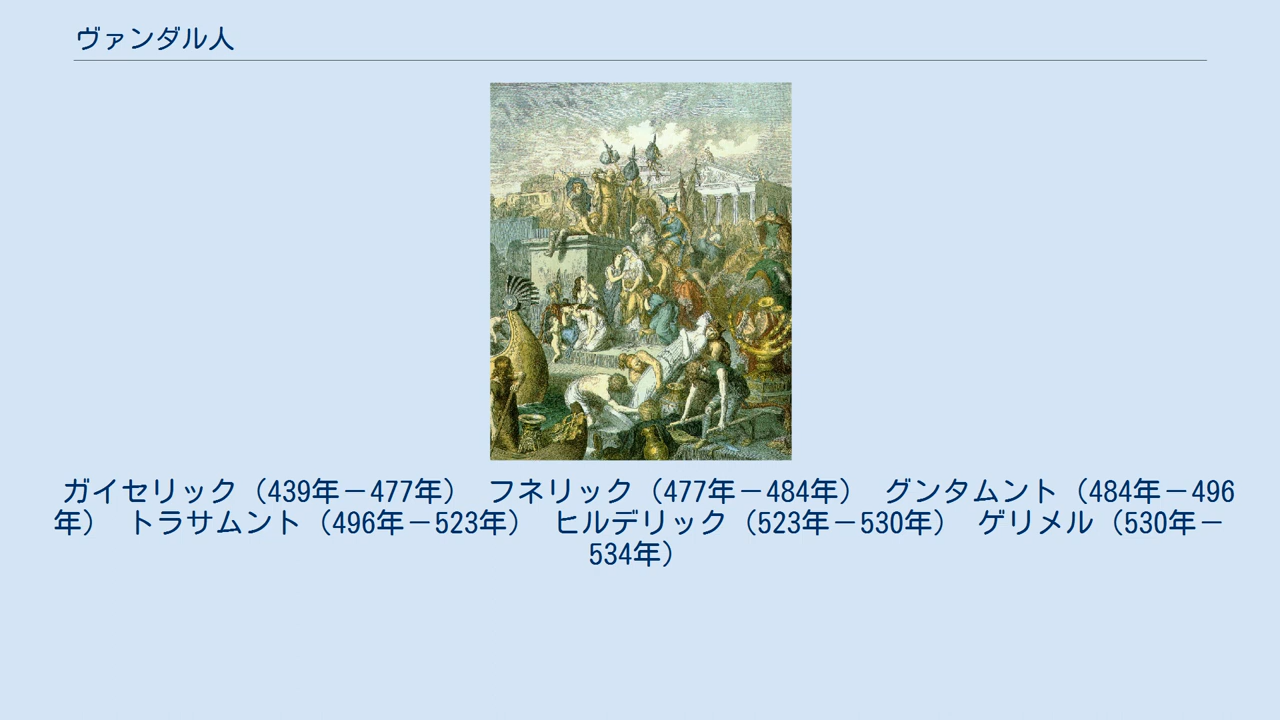 ヴァンダル人
ガイセリック（439年－477年）　フネリック（477年－484年）　グンタムント（484年－496
年）　トラサムント（496年－523年）　ヒルデリック（523年－530年）　ゲリメル（530年－
534年）